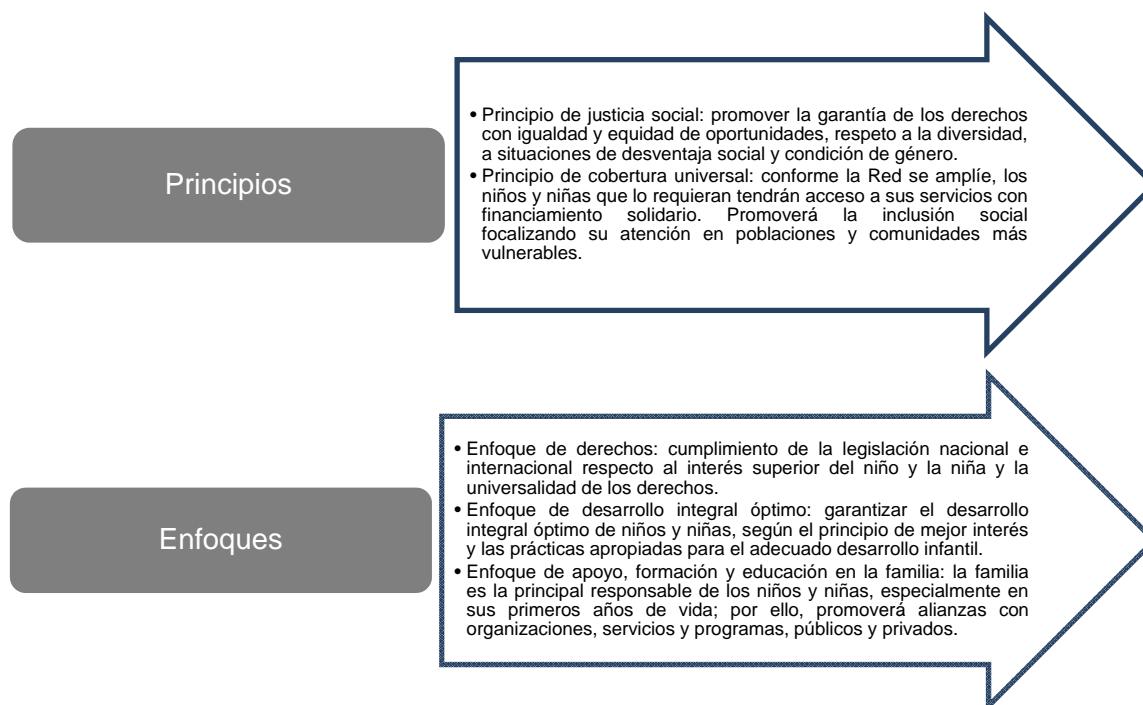 Principios
• Principio de justicia social: promover la garantía de los derechos
con igualdad y equidad de oportunidades, respeto a la diversidad,
a situaciones de desventaja social y condición de género.
• Principio de cobertura universal: conforme la Red se amplíe, los
niños y niñas que lo requieran tendrán acceso a sus servicios con
financiamiento solidario. Promoverá la inclusión social
focalizando su atención en poblaciones y comunidades más
vulnerables.
Enfoques
• Enfoque de derechos: cumplimiento de la legislación nacional e
internacional respecto al interés superior del niño y la niña y la
universalidad de los derechos.
• Enfoque de desarrollo integral óptimo: garantizar el desarrollo
integral óptimo de niños y niñas, según el principio de mejor interés
y las prácticas apropiadas para el adecuado desarrollo infantil.
• Enfoque de apoyo, formación y educación en la familia: la familia
es la principal responsable de los niños y niñas, especialmente en
sus primeros años de vida; por ello, promoverá alianzas con
organizaciones, servicios y programas, públicos y privados.